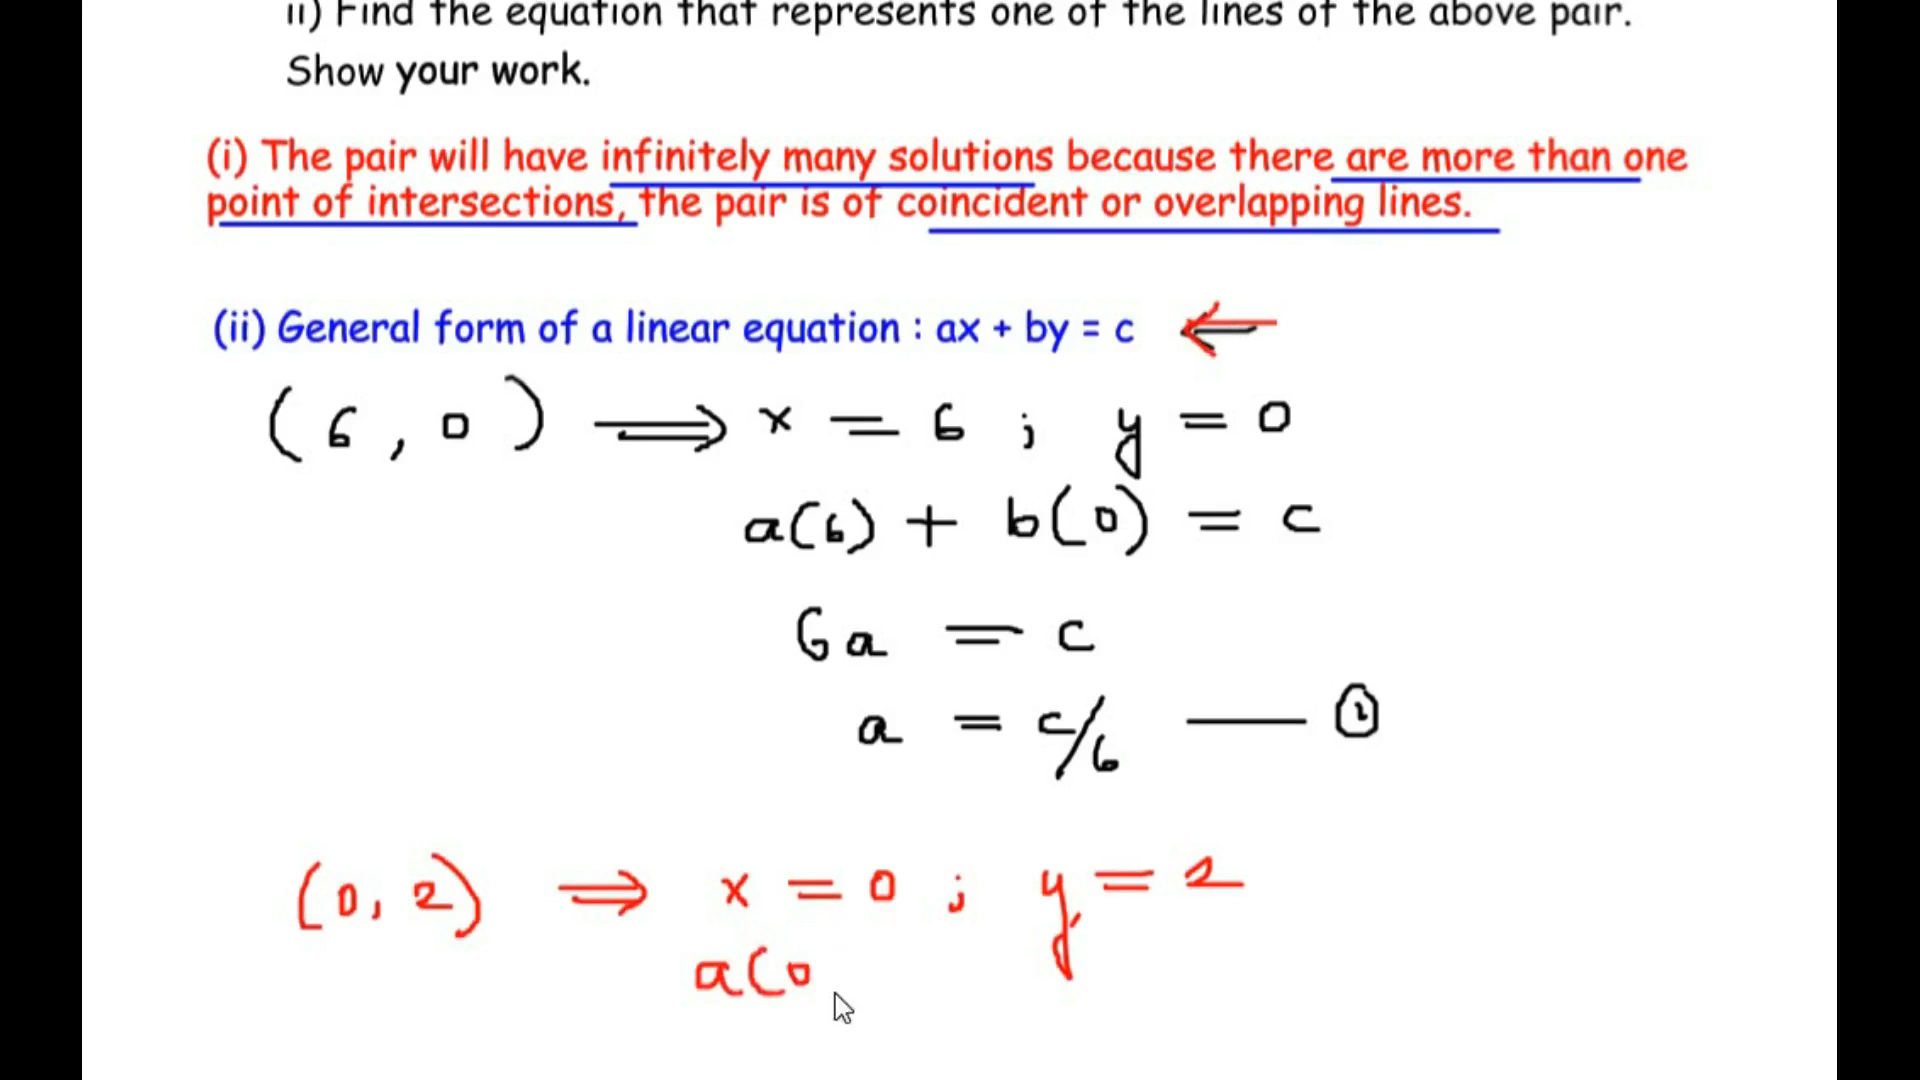 ii) Find the equation that represents one of the lines of the above pair.
Show your work.
(i) The pair will have infinitely many solutions because there are more than one
point of intersections, the pair is of coincident or overlapping lines.
(ii) General form of a linear equation : ax + by = c ←
(6, 0) ⟹ x = 6 ; y = 0
a(6) + b(0) = c
6a = c
a = c/6 — ①
(0, 2) ⟹ x = 0 ; y = 2
a(0